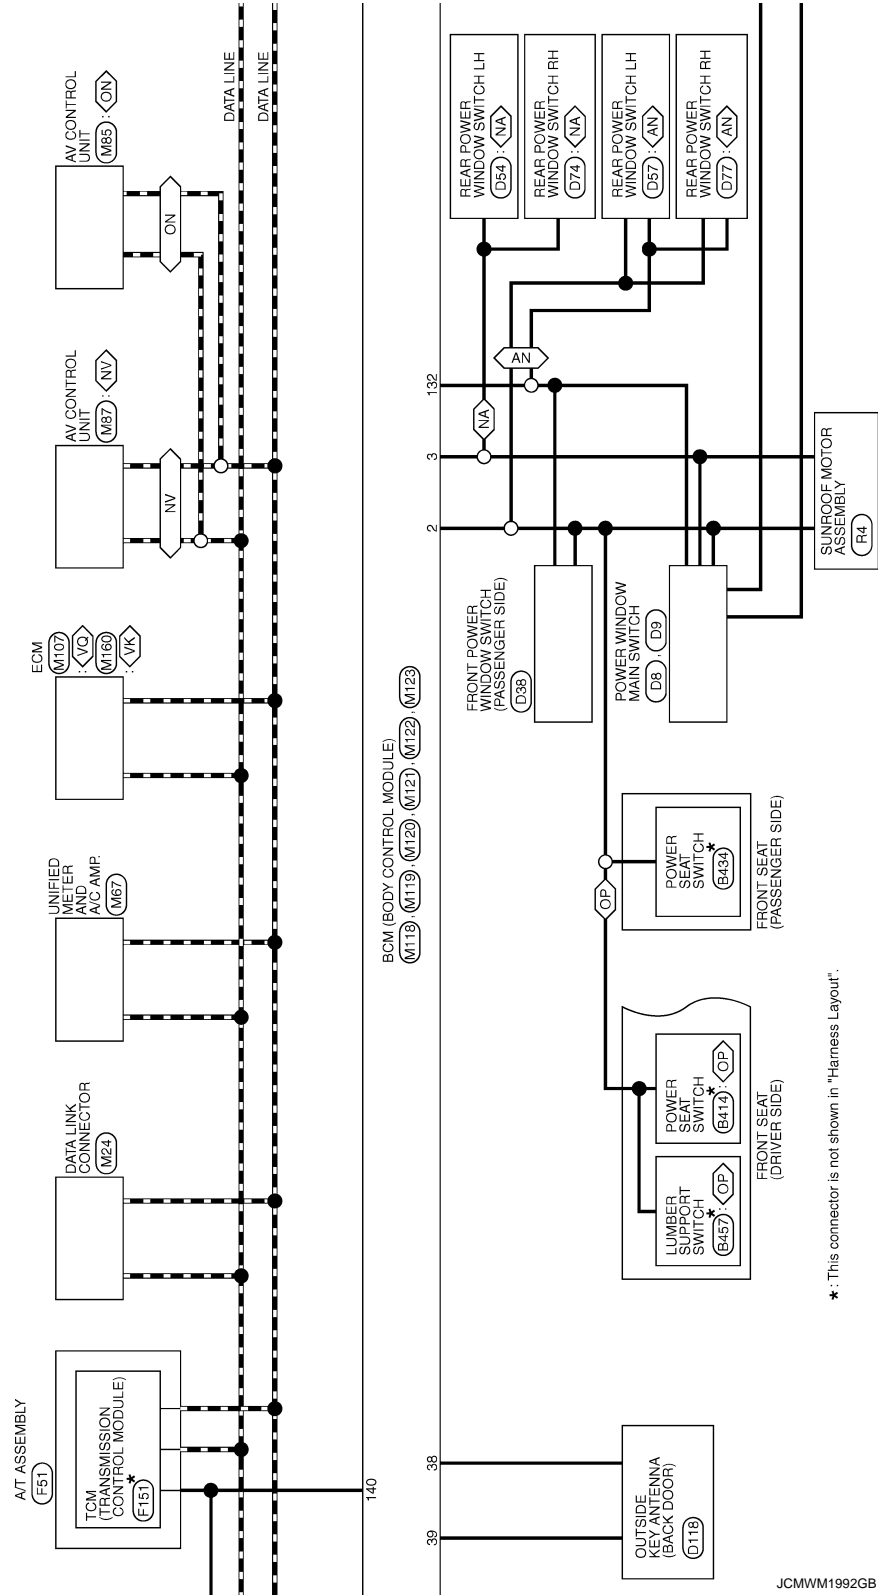 A/T ASSEMBLY
F51
TCM
(TRANSMISSION
CONTROL MODULE)
*
F151
DATA LINK
CONNECTOR
M24
UNIFIED
METER
AND
A/C AMP.
M67
ECM
M107
: VQ
M160
: VK
AV CONTROL
UNIT
M87 : NV
NV
AV CONTROL
UNIT
M85 : ON
ON
DATA LINE
DATA LINE
140
BCM (BODY CONTROL MODULE)
M118 , M119 , M120 , M121 , M122 , M123
39
38
2
3
132
OUTSIDE
KEY ANTENNA
(BACK DOOR)
D118
LUMBER
SUPPORT
SWITCH
*
B457 : OP
POWER
SEAT
SWITCH
*
B414 : OP
FRONT SEAT
(DRIVER SIDE)
OP
POWER
SEAT
SWITCH
*
B434
FRONT SEAT
(PASSENGER SIDE)
FRONT POWER
WINDOW SWITCH
(PASSENGER SIDE)
D38
POWER WINDOW
MAIN SWITCH
D8 , D9
NA
AN
SUNROOF MOTOR
ASSEMBLY
R4
REAR POWER
WINDOW SWITCH LH
D54 : NA
REAR POWER
WINDOW SWITCH RH
D74 : NA
REAR POWER
WINDOW SWITCH LH
D57 : AN
REAR POWER
WINDOW SWITCH RH
D77 : AN
* : This connector is not shown in "Harness Layout".
JCMWM1992GB